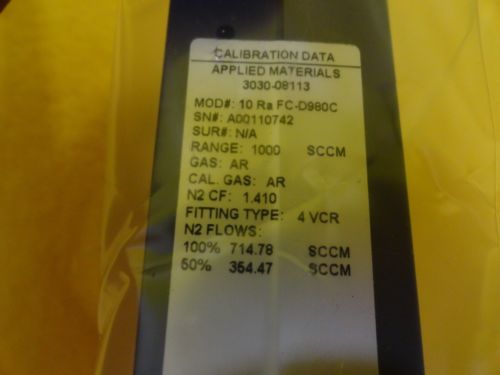 CALIBRATION DATA
APPLIED MATERIALS
3030-08113
MOD#: 10 Ra FC-D980C
SN#: A00110742
SUR#: N/A
RANGE: 1000 SCCM
GAS: AR
CAL. GAS: AR
N2 CF: 1.410
FITTING TYPE: 4 VCR
N2 FLOWS:
100% 714.78 SCCM
50% 354.47 SCCM